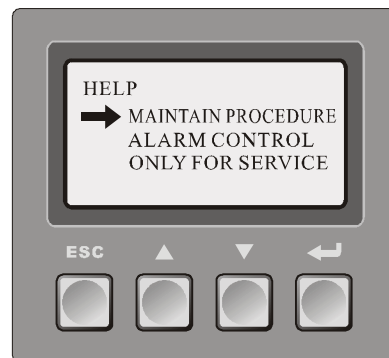 HELP
MAINTAIN PROCEDURE
ALARM CONTROL
ONLY FOR SERVICE
ESC